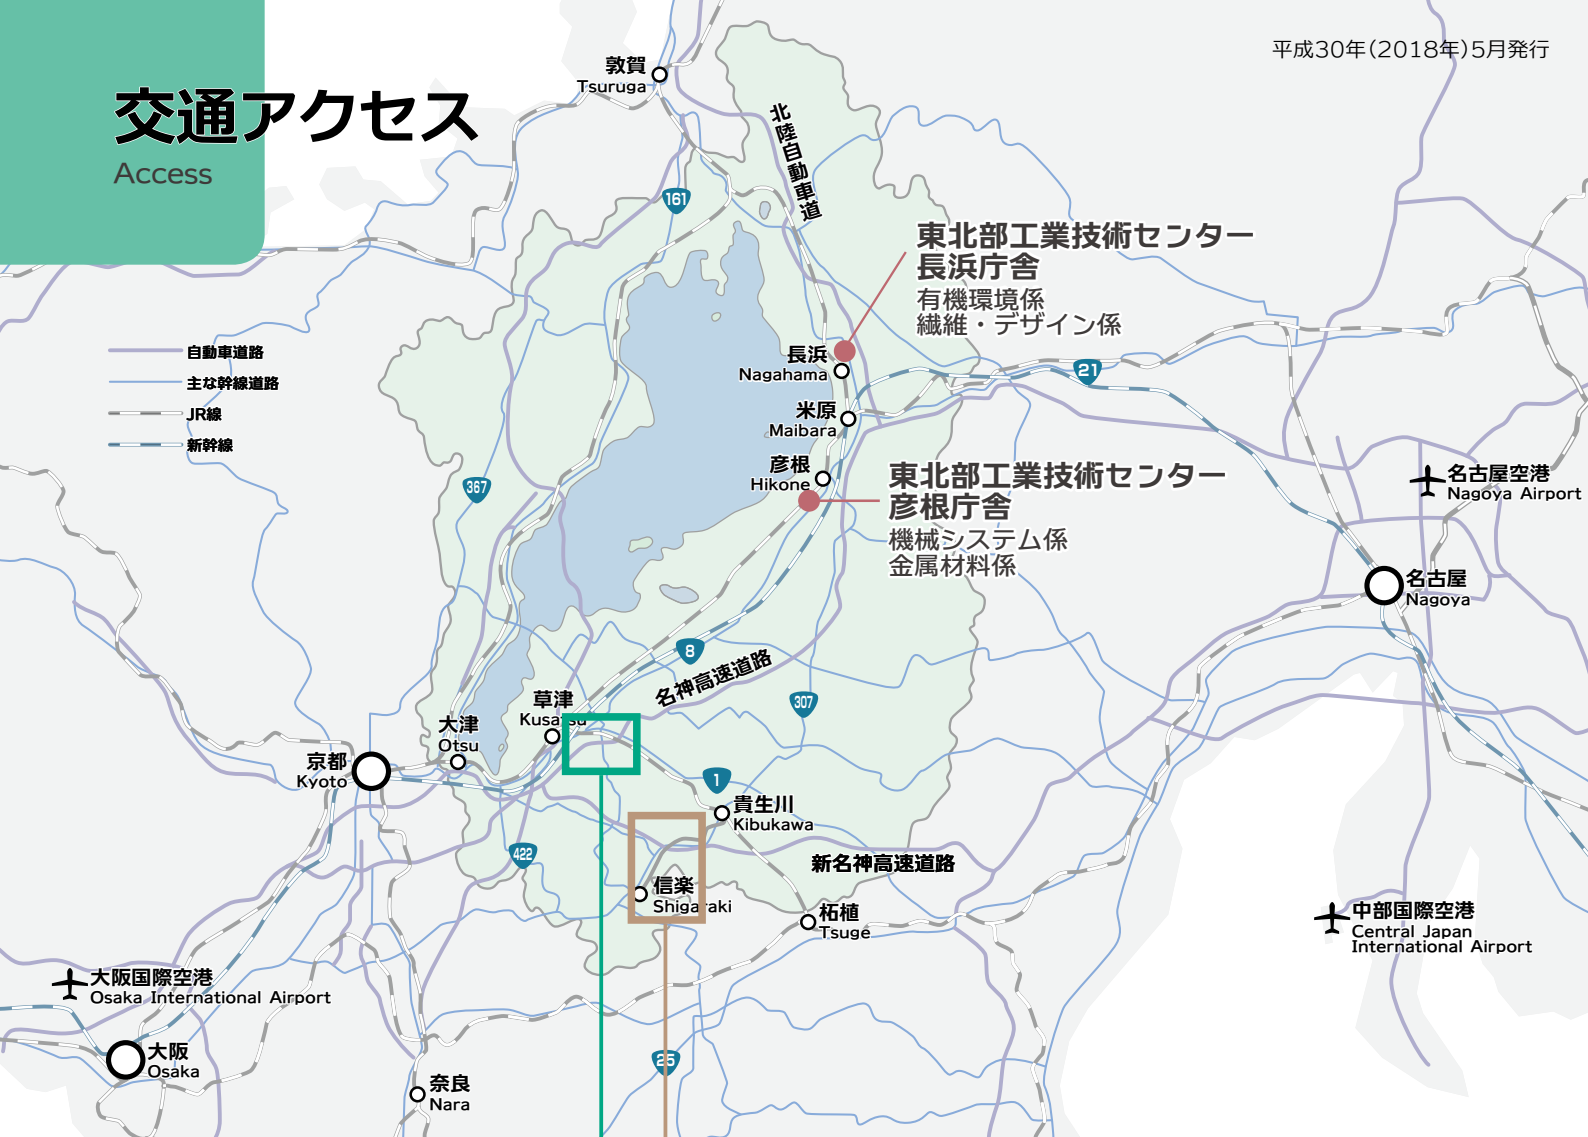 平成30年(2018年)5月発行
交通アクセス
Access
敦賀
Tsuruga
北陸自動車道
161
東北部工業技術センター
長浜庁舎
有機環境係
繊維・デザイン係
自動車道路
主な幹線道路
JR線
新幹線
長浜
Nagahama
21
米原
Maibara
彦根
Hikone
東北部工業技術センター
彦根庁舎
機械システム係
金属材料係
名古屋空港
Nagoya Airport
367
名古屋
Nagoya
8
名神高速道路
307
草津
Kusatsu
大津
Otsu
京都
Kyoto
1
貴生川
Kibukawa
422
新名神高速道路
信楽
Shigaraki
柘植
Tsuge
中部国際空港
Central Japan
International Airport
大阪国際空港
Osaka International Airport
大阪
Osaka
25
奈良
Nara